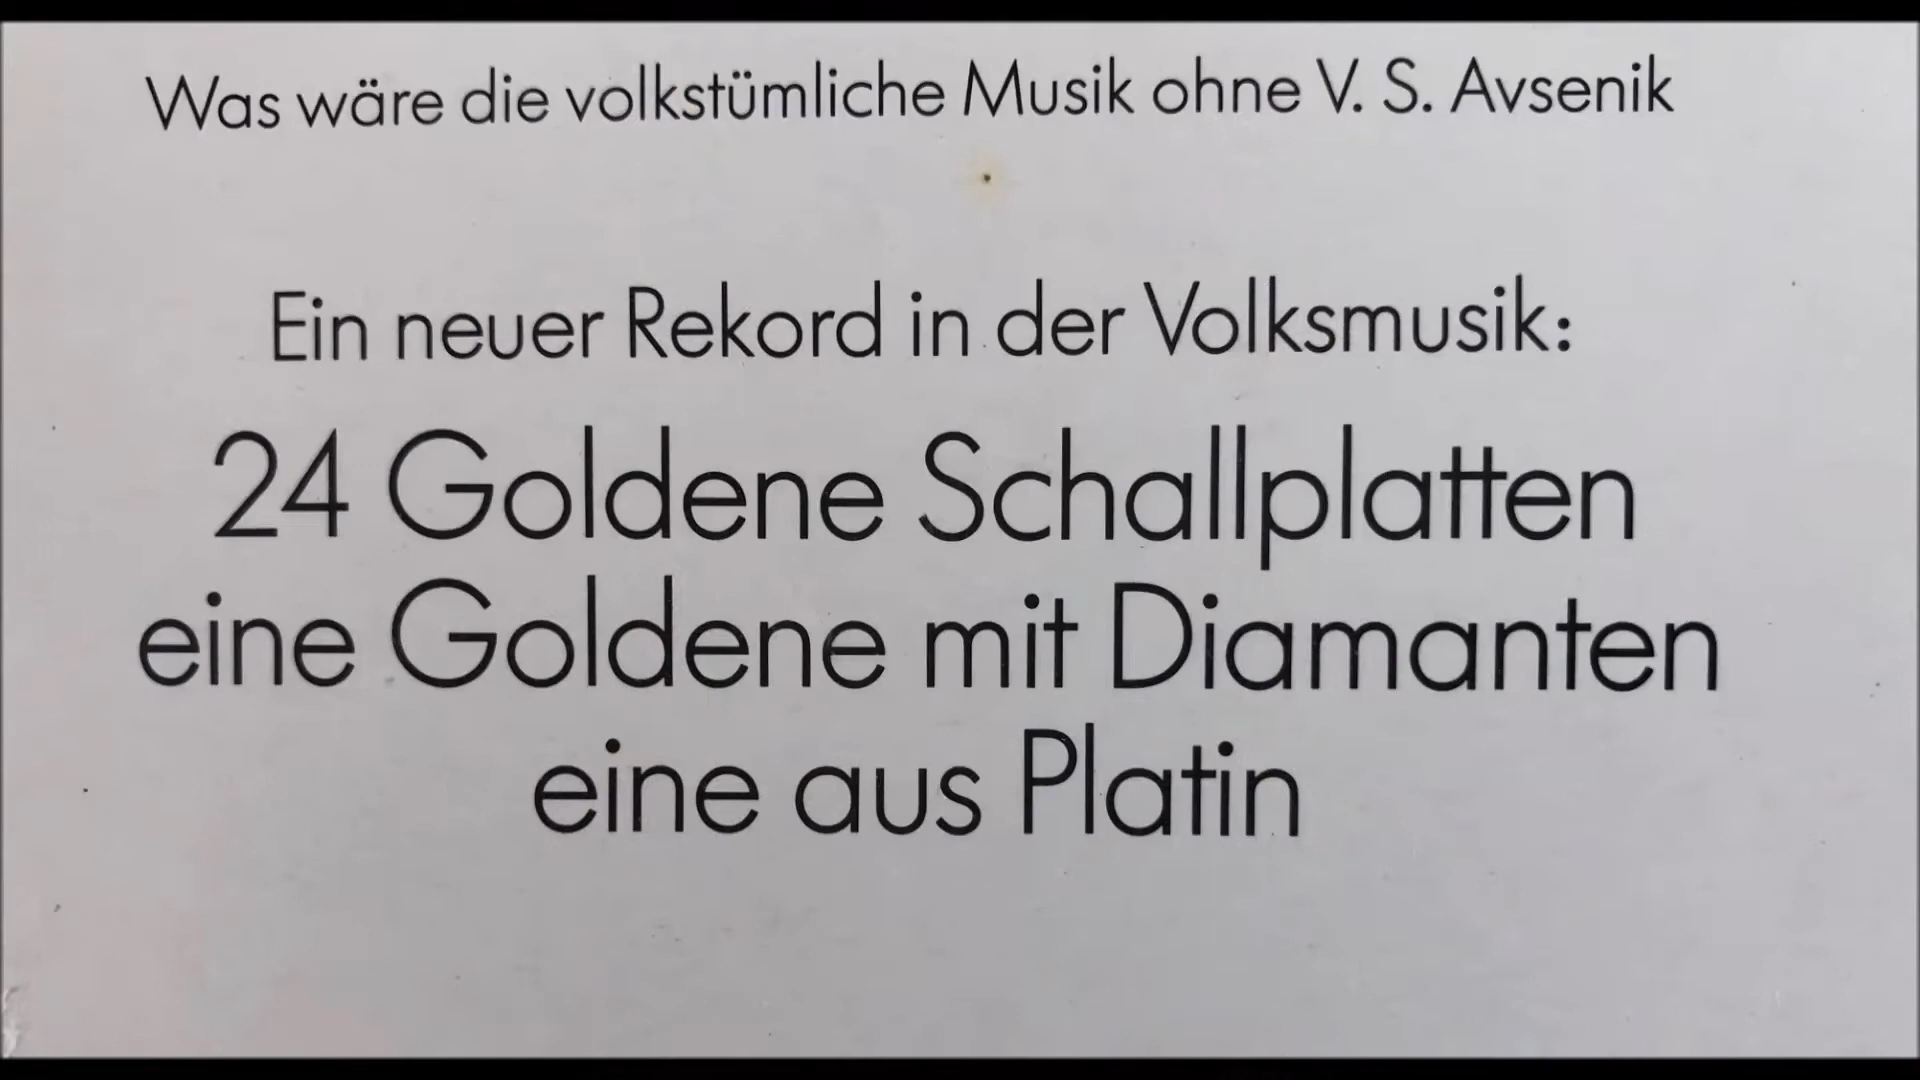 Was wäre die volkstümliche Musik ohne V. S. Avsenik
Ein neuer Rekord in der Volksmusik:
24 Goldene Schallplatten
eine Goldene mit Diamanten
eine aus Platin